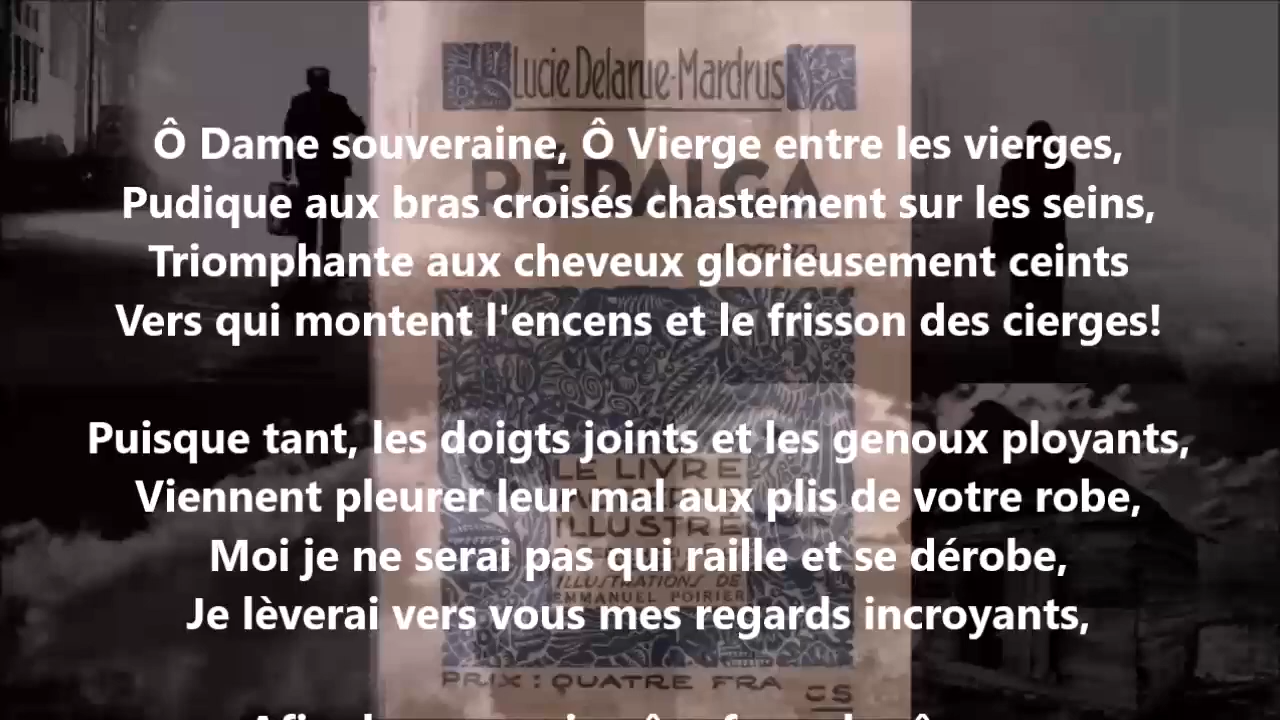 Lucie Delarue-Mardrus
Ô Dame souveraine, Ô Vierge entre les vierges,
RÉDALGA
Pudique aux bras croisés chastement sur les seins,
Triomphante aux cheveux glorieusement ceints
Vers qui montent l'encens et le frisson des cierges!
Puisque tant, les doigts joints et les genoux ployants,
LE LIVRE
Viennent pleurer leur mal aux plis de votre robe,
ILLUSTRÉ
Moi je ne serai pas qui raille et se dérobe,
ILLUSTRATIONS DE
EMMANUEL POIRIER
Je lèverai vers vous mes regards incroyants,
PRIX : QUATRE FRA CS